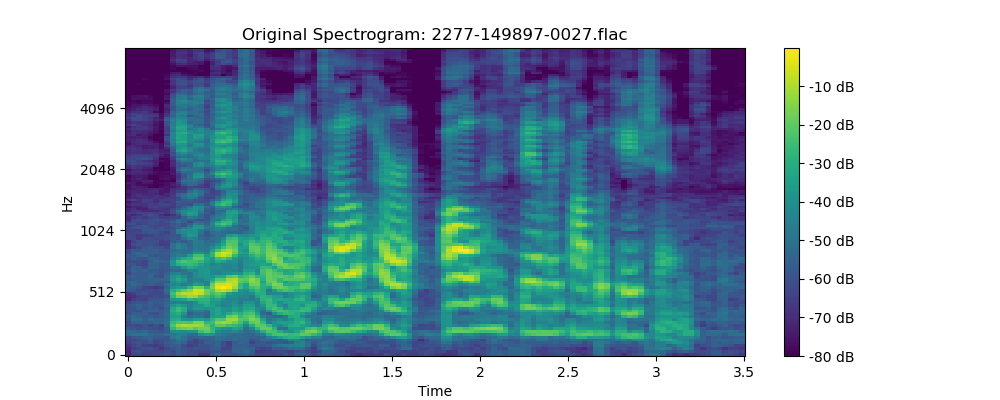 Original Spectrogram: 2277-149897-0027.flac
Hz
4096
2048
1024
512
0
0 0.5 1 1.5 2 2.5 3 3.5
Time
-10 dB
-20 dB
-30 dB
-40 dB
-50 dB
-60 dB
-70 dB
-80 dB